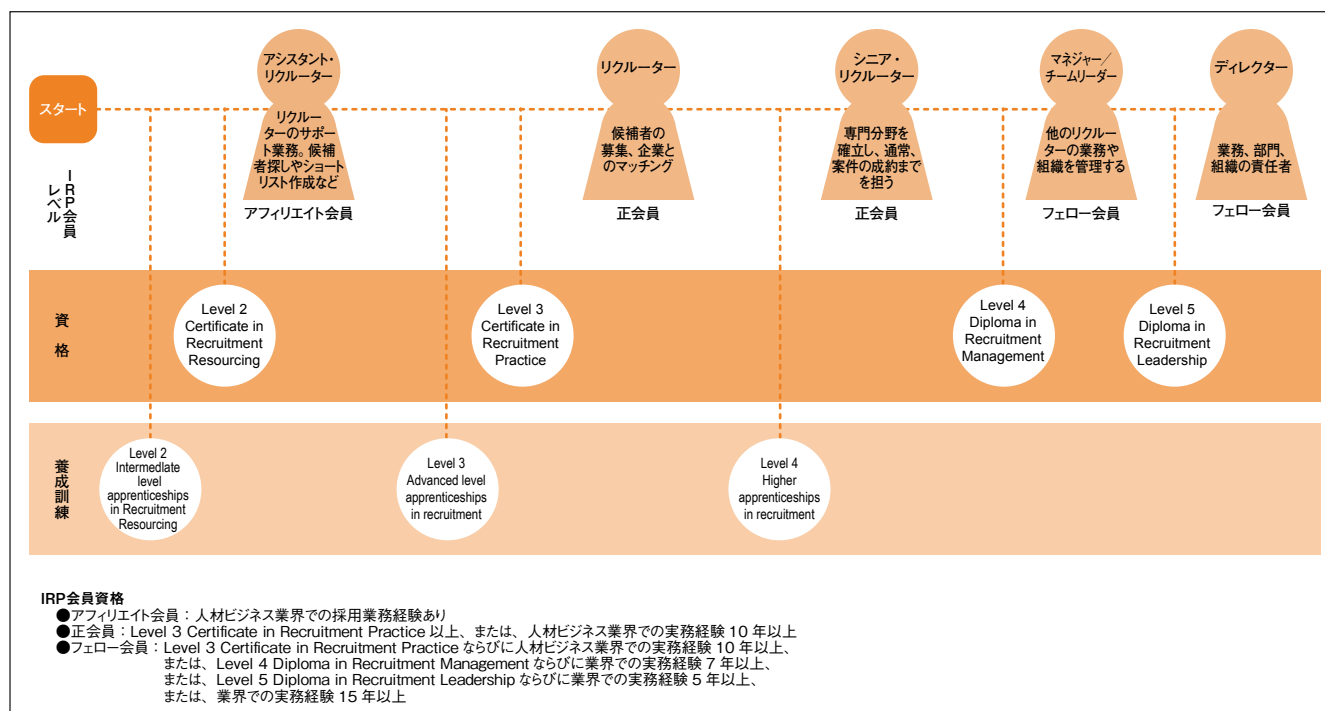 スタート
アシスタント・
リクルーター
リクルー
ターのサポー
ト業務。候補
者探しやショート
リスト作成など
アフィリエイト会員
リクルーター
候補者の
募集、企業と
のマッチング
正会員
シニア・
リクルーター
専門分野を
確立し、通常、
案件の成約まで
を担う
正会員
マネジャー／
チームリーダー
他のリクルー
ターの業務や
組織を管理する
フェロー会員
ディレクター
業務、部門、
組織の責任者
フェロー会員
IRP会員
レベル
資格
Level 2
Certificate in
Recruitment
Resourcing
Level 3
Certificate in
Recruitment
Practice
Level 4
Diploma in
Recruitment
Management
Level 5
Diploma in
Recruitment
Leadership
養成訓練
Level 2
Intermedlate
level
apprenticeships
in Recruitment
Resourcing
Level 3
Advanced level
apprenticeships
in recruitment
Level 4
Higher
apprenticeships
in recruitment
IRP会員資格
●アフィリエイト会員：人材ビジネス業界での採用業務経験あり
●正会員：Level 3 Certificate in Recruitment Practice 以上、または、人材ビジネス業界での実務経験 10 年以上
●フェロー会員：Level 3 Certificate in Recruitment Practice ならびに人材ビジネス業界での実務経験 10 年以上、
または、Level 4 Diploma in Recruitment Management ならびに業界での実務経験 7 年以上、
または、Level 5 Diploma in Recruitment Leadership ならびに業界での実務経験 5 年以上、
または、業界での実務経験 15 年以上